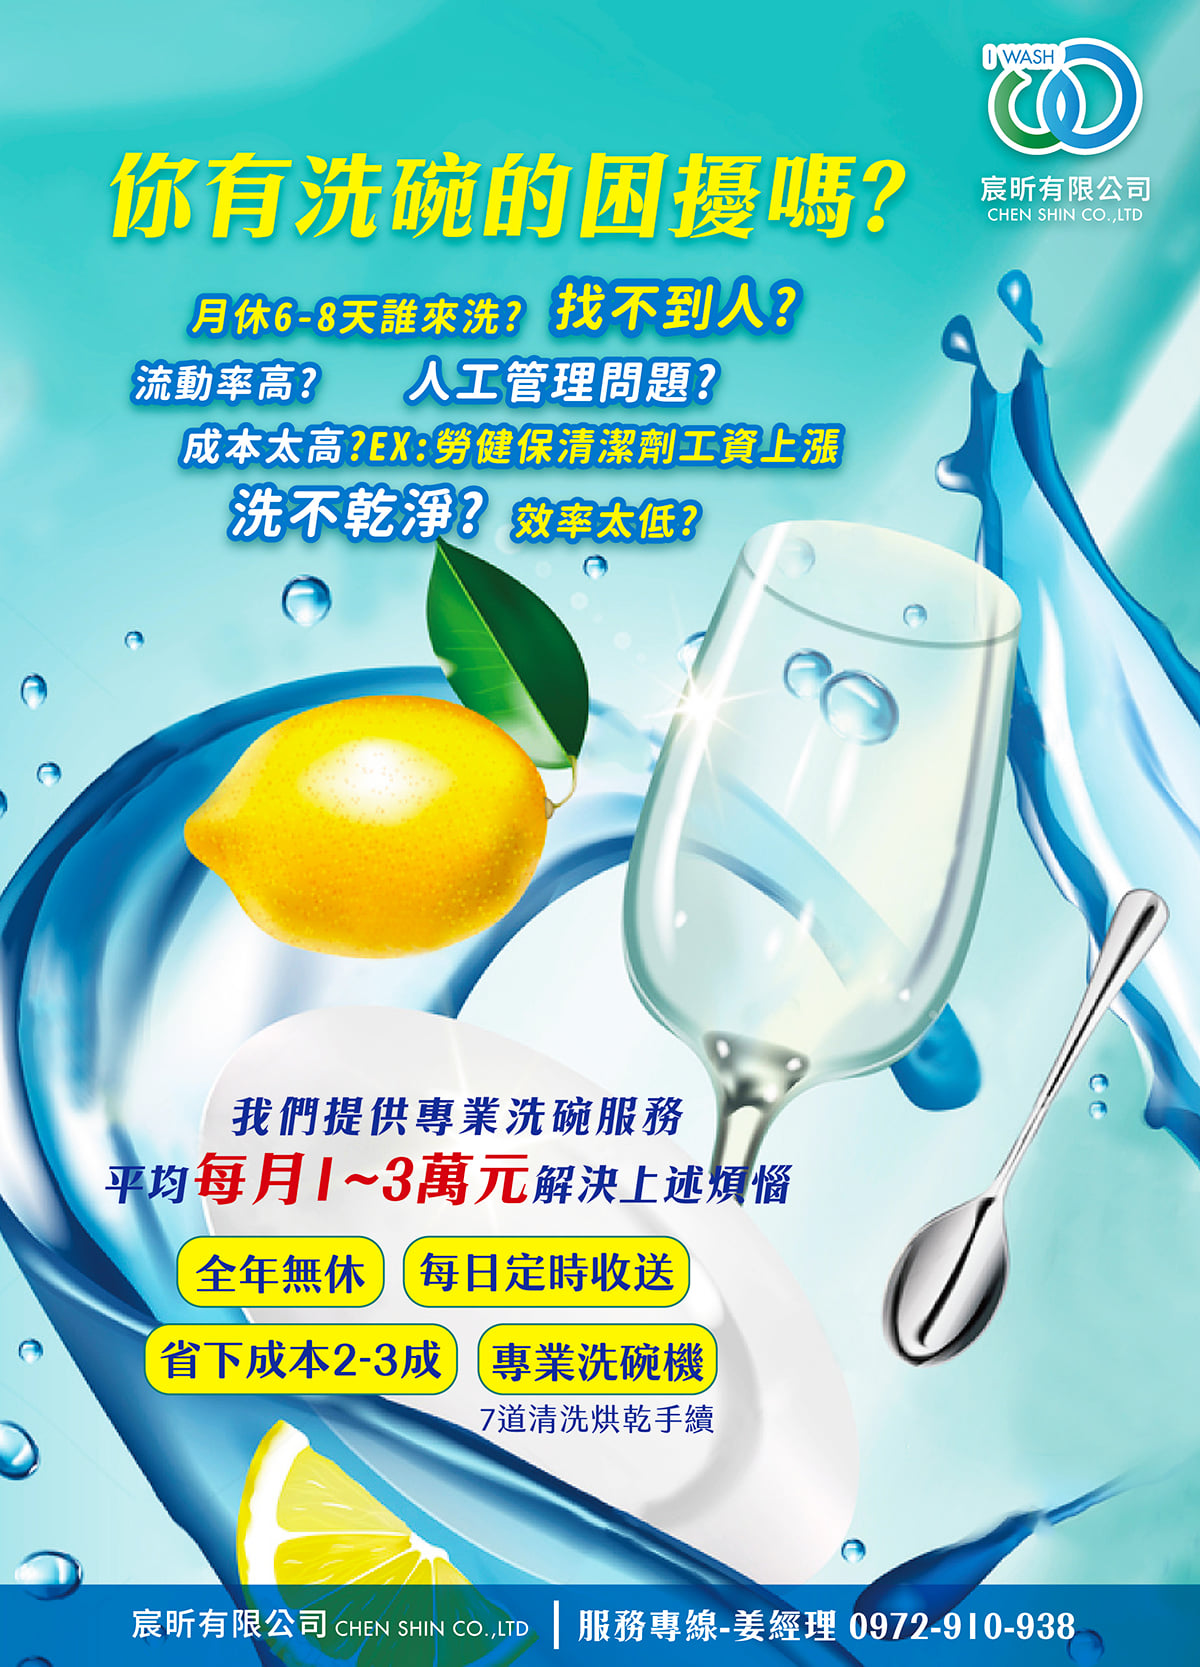 I WASH
宸昕有限公司
CHEN SHIN CO.,LTD
你有洗碗的困擾嗎?
月休6-8天誰來洗? 找不到人?
流動率高? 人工管理問題?
成本太高?EX:勞健保清潔劑工資上漲
洗不乾淨? 效率太低?
我們提供專業洗碗服務
平均每月1~3萬元解決上述煩惱
全年無休 每日定時收送
省下成本2-3成 專業洗碗機
7道清洗烘乾手續
宸昕有限公司 CHEN SHIN CO.,LTD | 服務專線-姜經理 0972-910-938